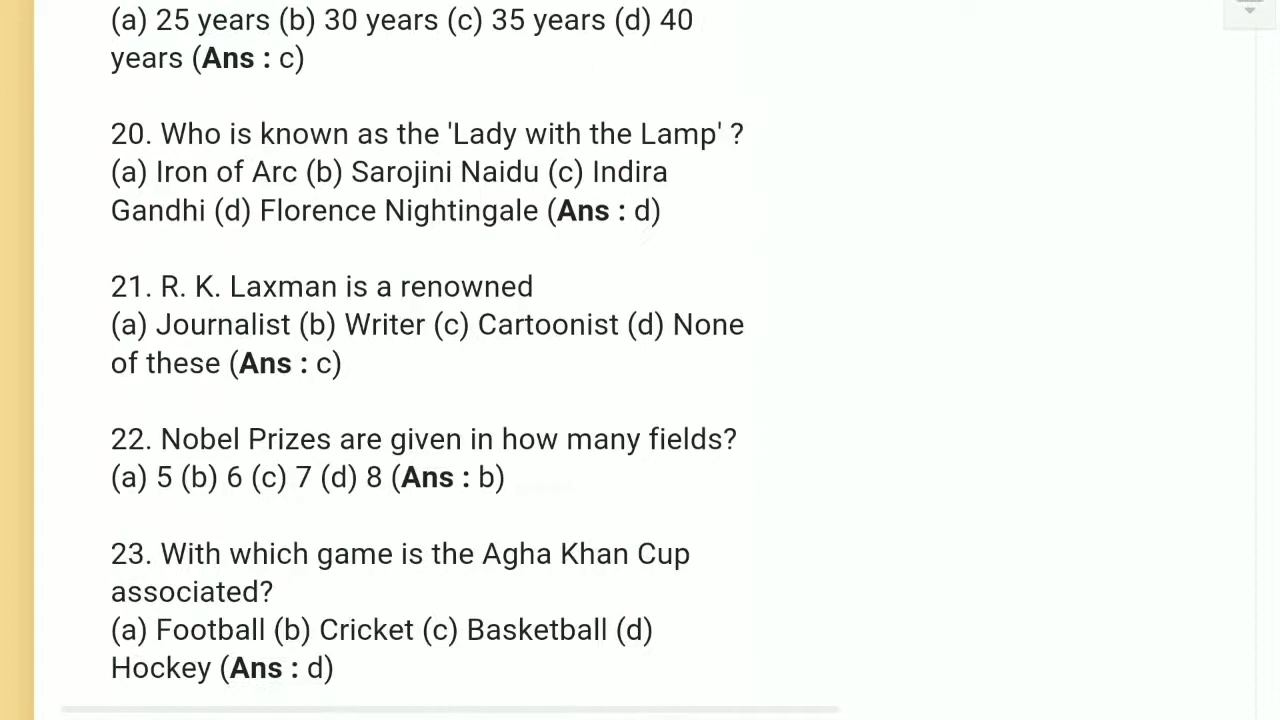 (a) 25 years (b) 30 years (c) 35 years (d) 40
years (Ans : c)
20. Who is known as the 'Lady with the Lamp' ?
(a) Iron of Arc (b) Sarojini Naidu (c) Indira
Gandhi (d) Florence Nightingale (Ans : d)
21. R. K. Laxman is a renowned
(a) Journalist (b) Writer (c) Cartoonist (d) None
of these (Ans : c)
22. Nobel Prizes are given in how many fields?
(a) 5 (b) 6 (c) 7 (d) 8 (Ans : b)
23. With which game is the Agha Khan Cup
associated?
(a) Football (b) Cricket (c) Basketball (d)
Hockey (Ans : d)